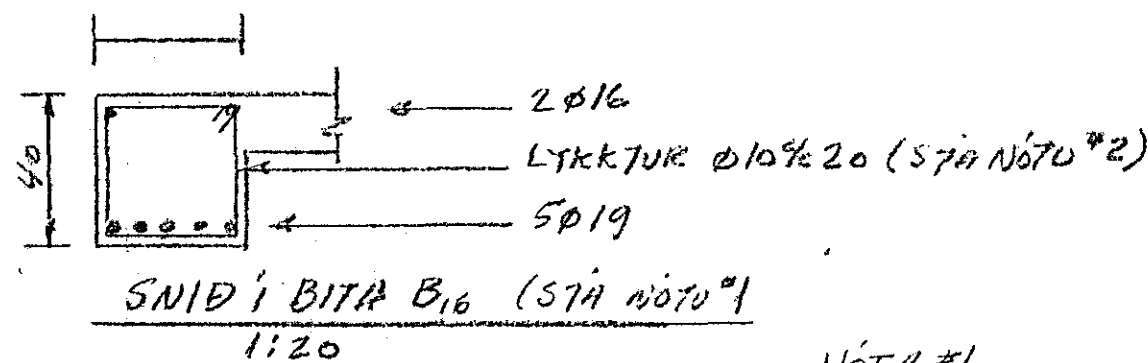 2ø16
40
LYKKJUR ø10 % 20 (SJÁ NÓTU #2)
5ø19
SNIÐ Í BITA B16 (SJÁ NÓTU #1
1:20
NÓTA #1